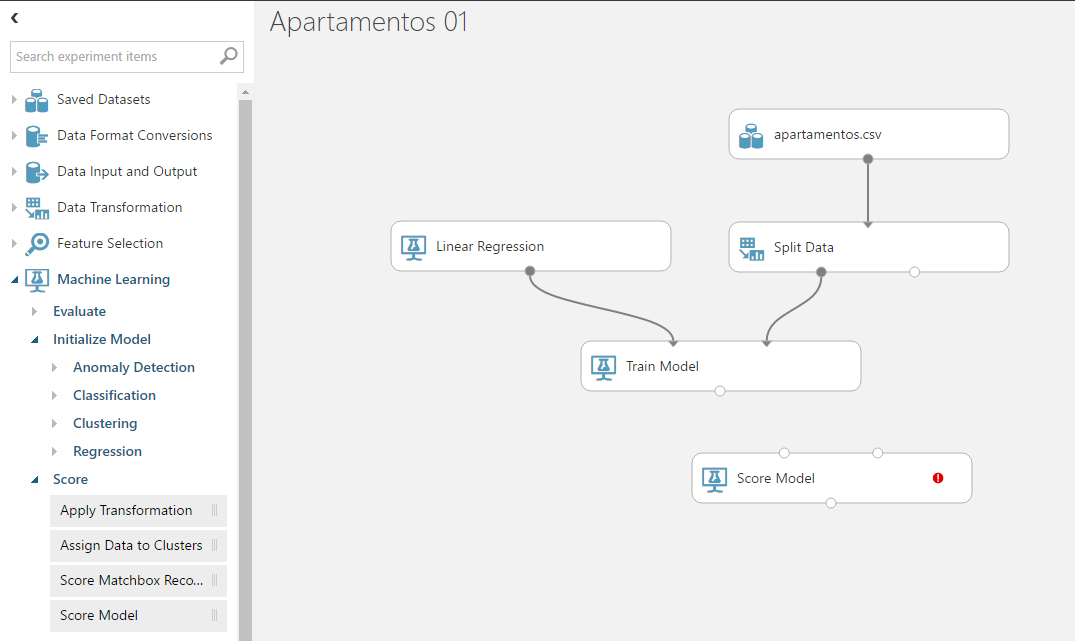 Apartamentos 01
Search experiment items
Saved Datasets
Data Format Conversions
Data Input and Output
Data Transformation
Feature Selection
Machine Learning
Evaluate
Initialize Model
Anomaly Detection
Classification
Clustering
Regression
Score
Apply Transformation
Assign Data to Clusters
Score Matchbox Reco...
Score Model
apartamentos.csv
Linear Regression
Split Data
Train Model
Score Model